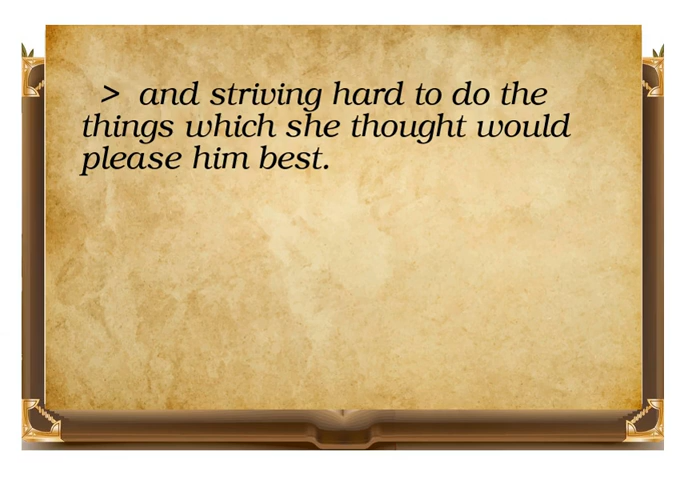 > and striving hard to do the
things which she thought would
please him best.